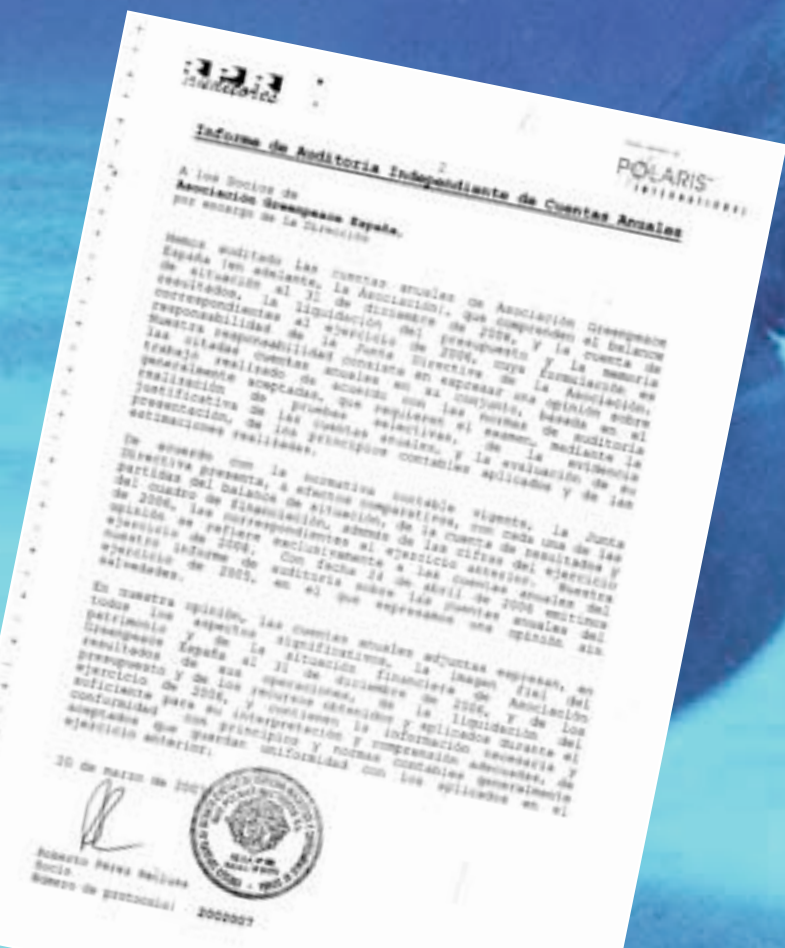 RPR
Auditores
POLARIS
INTERNATIONAL
Informe de Auditoría Independiente de Cuentas Anuales
A los Socios de
Asociación Greenpeace España,
por encargo de la Dirección
Hemos auditado las cuentas anuales de Asociación Greenpeace
España (en adelante, la Asociación), que comprenden el balance
de situación al 31 de diciembre de 2006, y la cuenta de
resultados, la liquidación del presupuesto y la memoria
correspondientes al ejercicio de 2006, cuya formulación es
responsabilidad de la Junta Directiva de la Asociación.
Nuestra responsabilidad consiste en expresar una opinión sobre
las citadas cuentas anuales en su conjunto, basada en el
trabajo realizado de acuerdo con las normas de auditoría
generalmente aceptadas, que requieren el examen, mediante la
realización de pruebas selectivas, de la evidencia
justificativa de las cuentas anuales, y la evaluación de su
presentación, de los principios contables aplicados y de las
estimaciones realizadas.
De acuerdo con la normativa contable vigente, la Junta
Directiva presenta, a efectos comparativos, con cada una de las
partidas del balance de situación, de la cuenta de resultados y
del cuadro de financiación, además de las cifras del ejercicio
de 2006, las correspondientes al ejercicio anterior. Nuestra
opinión se refiere exclusivamente a las cuentas anuales del
ejercicio de 2006. Con fecha 24 de abril de 2006 emitimos
nuestro informe de auditoría sobre las cuentas anuales del
ejercicio de 2005, en el que expresamos una opinión sin
salvedades.
En nuestra opinión, las cuentas anuales adjuntas expresan, en
todos los aspectos significativos, la imagen fiel del
patrimonio y de la situación financiera de Asociación
Greenpeace España al 31 de diciembre de 2006, y de los
resultados de sus operaciones, de la liquidación del
presupuesto y de los recursos obtenidos y aplicados durante el
ejercicio de 2006, y contienen la información necesaria y
suficiente para su interpretación y comprensión adecuadas, de
conformidad con principios y normas contables generalmente
aceptados que guardan uniformidad con los aplicados en el
ejercicio anterior.
de marzo de
Roberto Pérez
Socio
Número de protocolo: 2002007